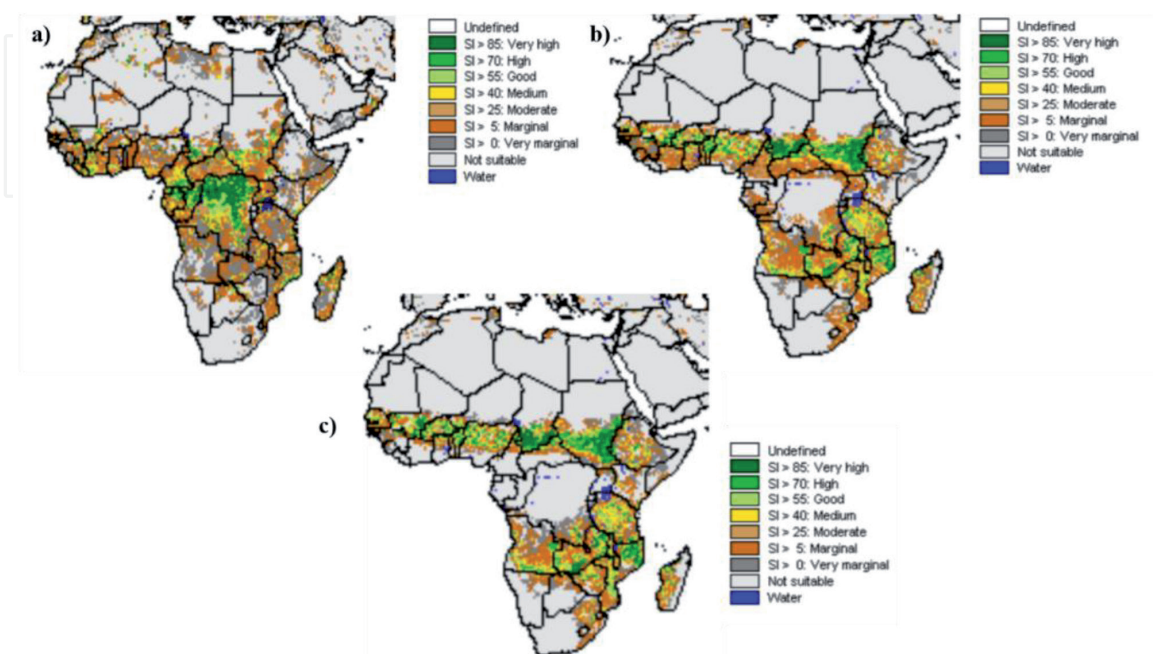 a)
Undefined
SI > 85: Very high
SI > 70: High
SI > 55: Good
SI > 40: Medium
SI > 25: Moderate
SI > 5: Marginal
SI > 0: Very marginal
Not suitable
Water
b)
Undefined
SI > 85: Very high
SI > 70: High
SI > 55: Good
SI > 40: Medium
SI > 25: Moderate
SI > 5: Marginal
SI > 0: Very marginal
Not suitable
Water
c)
Undefined
SI > 85: Very high
SI > 70: High
SI > 55: Good
SI > 40: Medium
SI > 25: Moderate
SI > 5: Marginal
SI > 0: Very marginal
Not suitable
Water